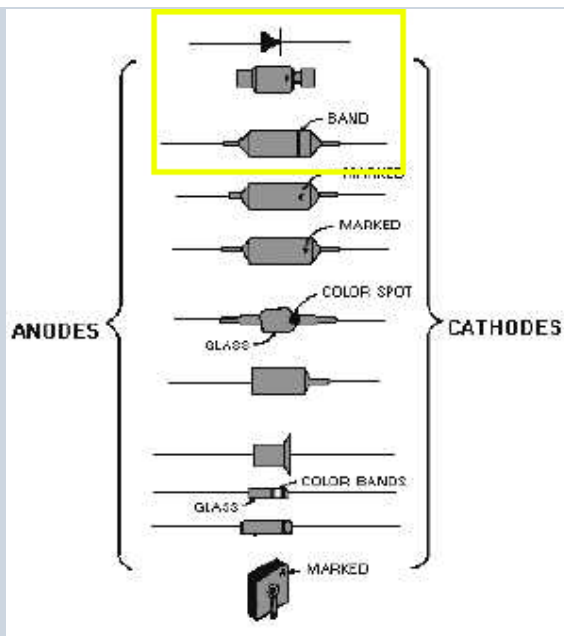 BAND
MARKED
MARKED
COLOR SPOT
ANODES
CATHODES
GLASS
COLOR BANDS
GLASS
MARKED